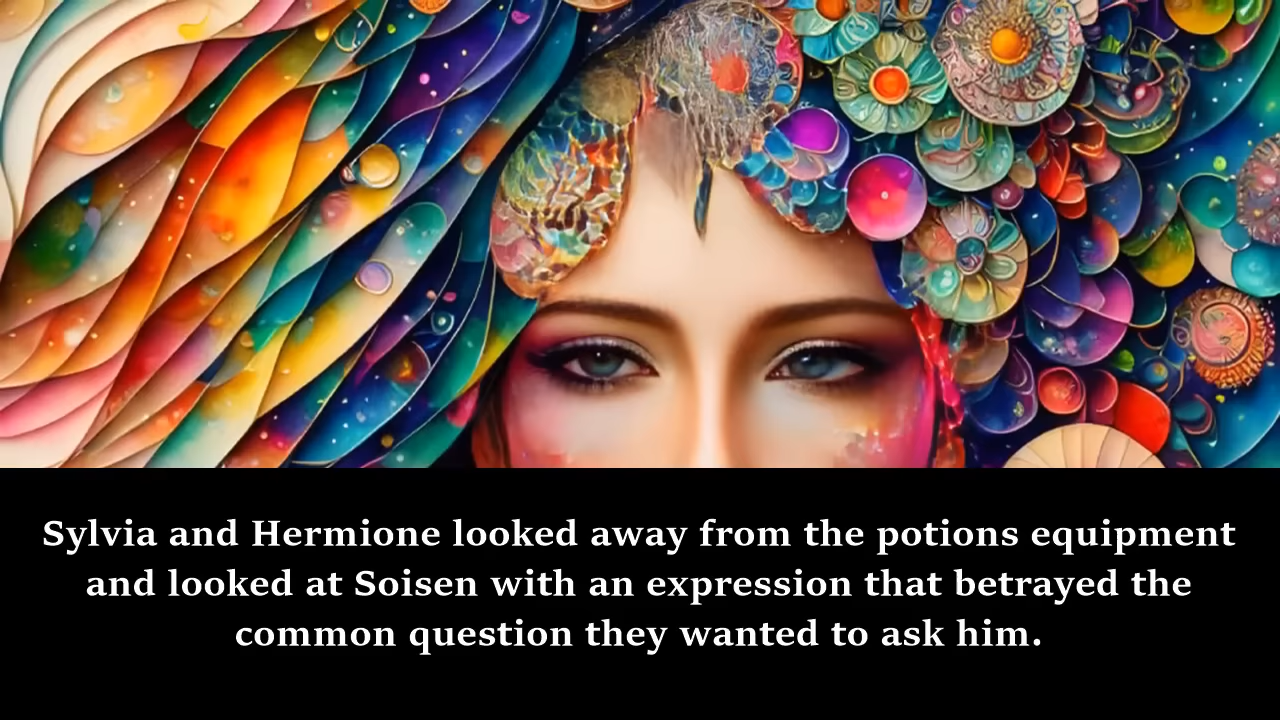 Sylvia and Hermione looked away from the potions equipment
and looked at Soisen with an expression that betrayed the
common question they wanted to ask him.